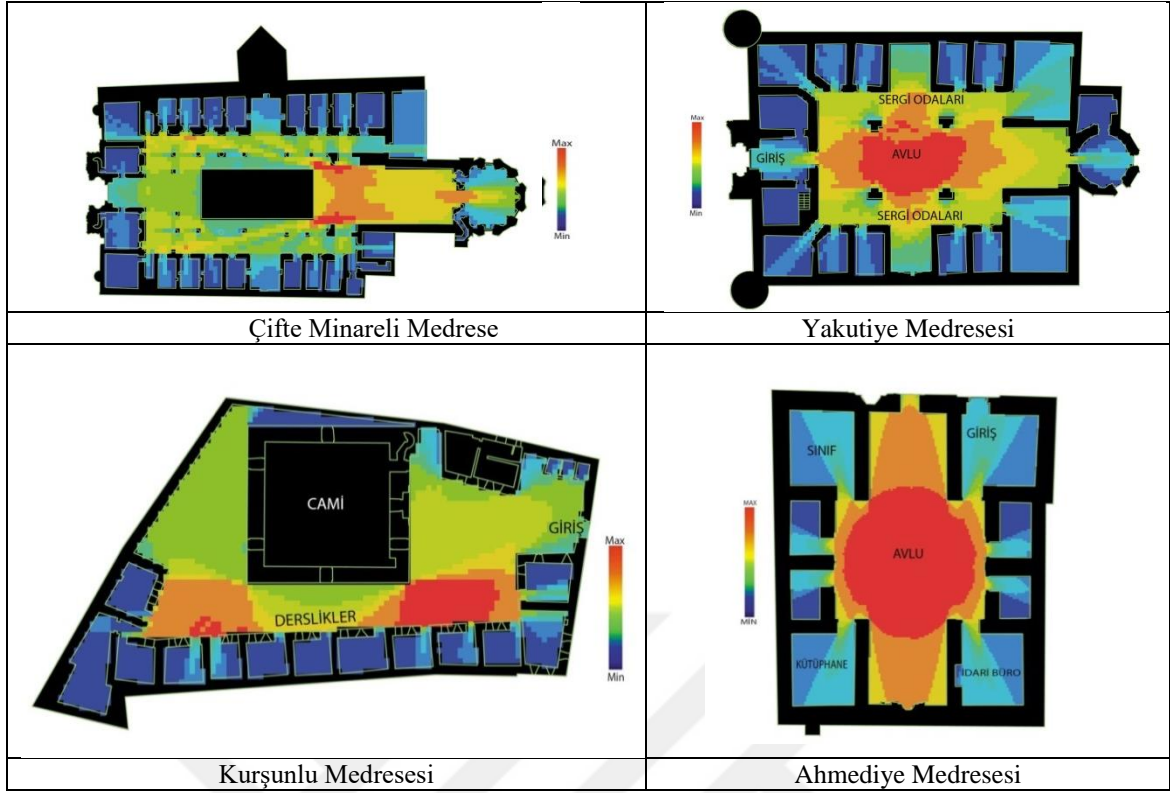 Max
Min
Çifte Minareli Medrese
Max
Min
SERGİ ODALARI
GİRİŞ
AVLU
SERGİ ODALARI
Yakutiye Medresesi
CAMİ
GİRİŞ
DERSLİKLER
Max
Min
Kurşunlu Medresesi
SINIF
GİRİŞ
MAX
MIN
AVLU
KÜTÜPHANE
İDARİ BÜRO
Ahmediye Medresesi